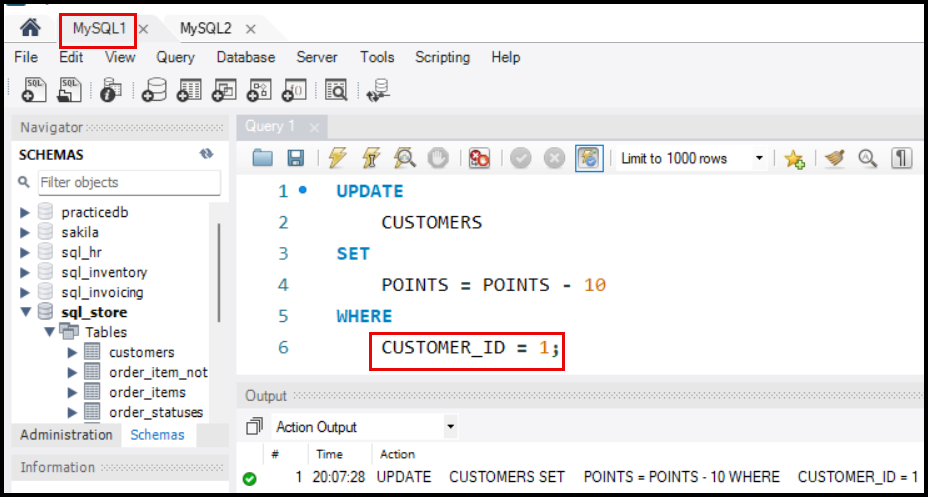 MySQL1 MySQL2
File Edit View Query Database Server Tools Scripting Help
SQL SQL
Navigator Query 1
SCHEMAS Limit to 1000 rows
Filter objects
practicedb
sakila
sql_hr
sql_inventory
sql_invoicing
sql_store
Tables
customers
order_item_not
order_items
order_statuses
Administration Schemas
Information
1 UPDATE
2 CUSTOMERS
3 SET
4 POINTS = POINTS - 10
5 WHERE
6 CUSTOMER_ID = 1;
Output
Action Output
# Time Action
1 20:07:28 UPDATE CUSTOMERS SET POINTS = POINTS - 10 WHERE CUSTOMER_ID = 1